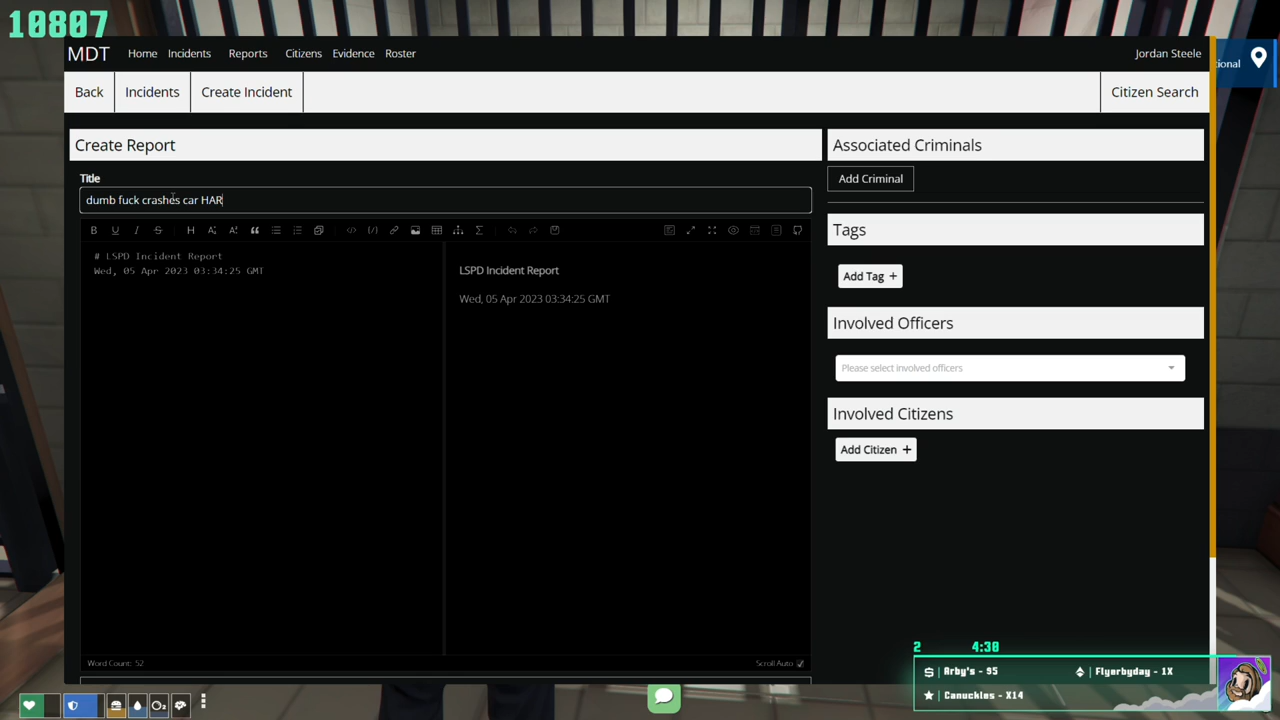 10807
MDT Home Incidents Reports Citizens Evidence Roster Jordan Steele
ional
Back Incidents Create Incident Citizen Search
Create Report
Title
dumb fuck crashes car HAR
# LSPD Incident Report
Wed, 05 Apr 2023 03:34:25 GMT
LSPD Incident Report
Wed, 05 Apr 2023 03:34:25 GMT
Word Count: 52
Scroll Auto
Associated Criminals
Add Criminal
Tags
Add Tag +
Involved Officers
Please select involved officers
Involved Citizens
Add Citizen +
2 4:30
Arby's - 95 Flyerbyday - 1X
Canuckles - X14